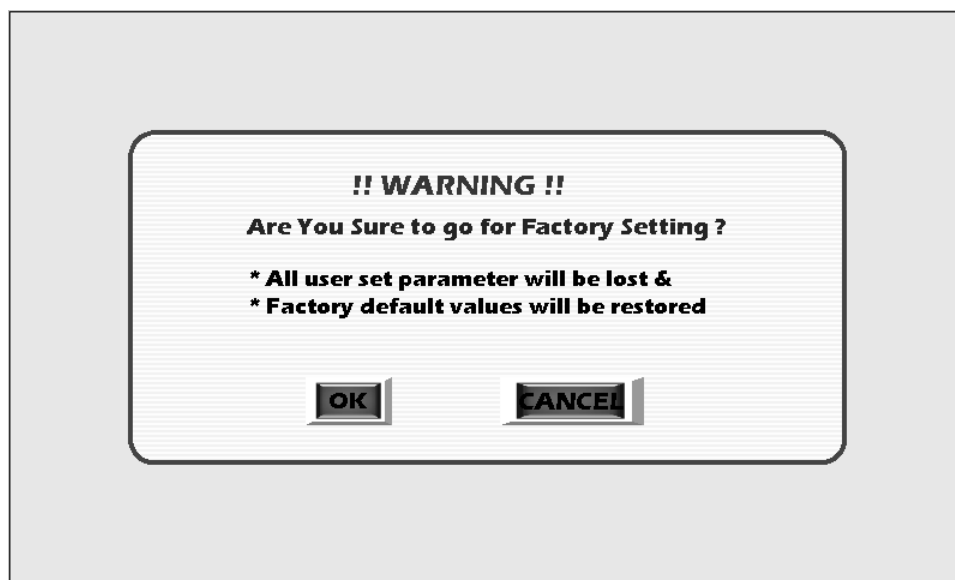 !! WARNING !!
Are You Sure to go for Factory Setting ?
* All user set parameter will be lost &
* Factory default values will be restored
OK CANCEL